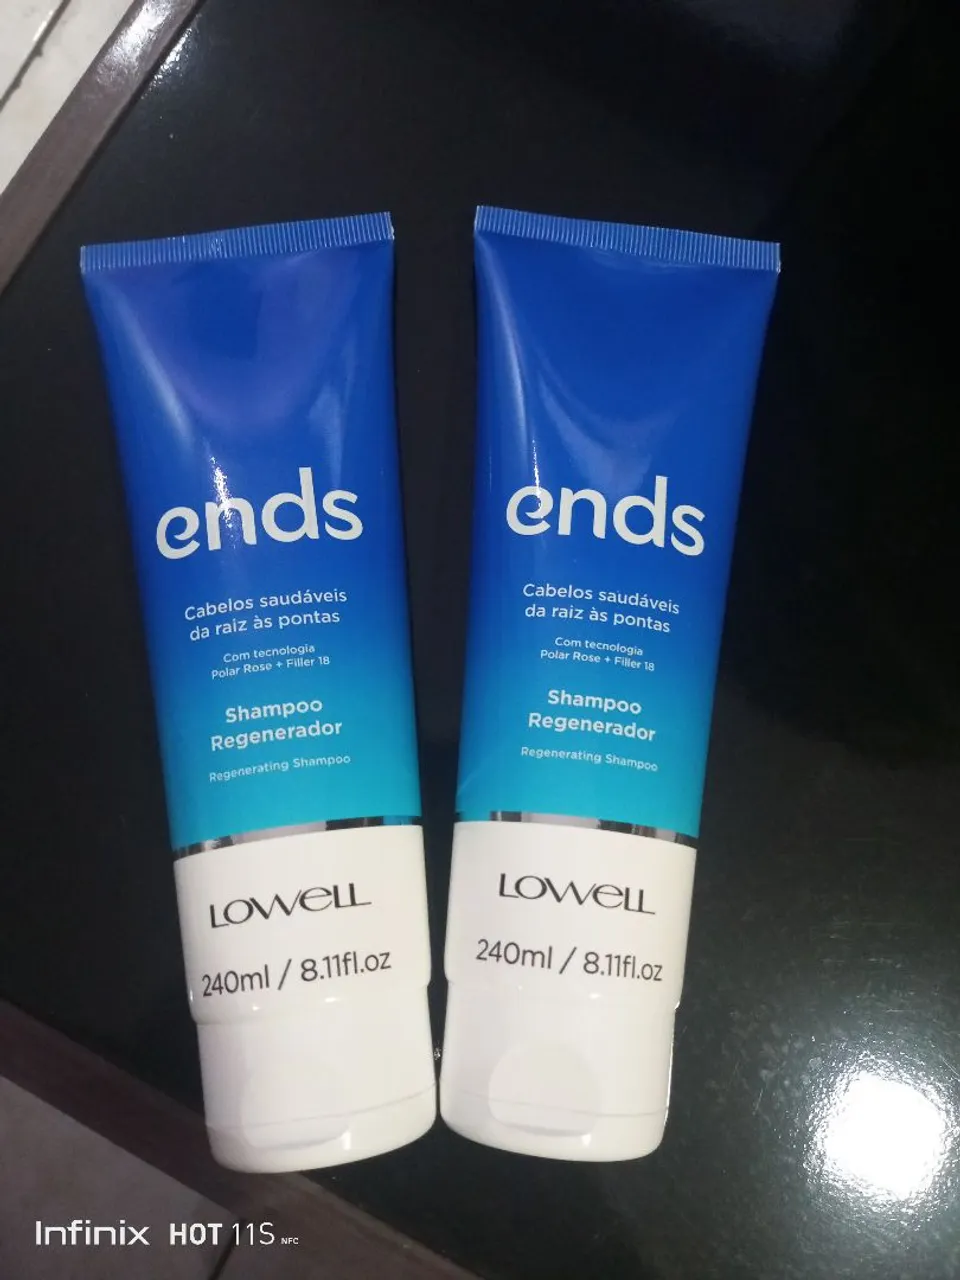 ends
Cabelos saudáveis
da raiz às pontas
Com tecnologia
Polar Rose + Filler 18
Shampoo
Regenerador
Regenerating Shampoo
LOWELL
240ml / 8.11fl.oz
ends
Cabelos saudáveis
da raiz às pontas
Com tecnologia
Polar Rose + Filler 18
Shampoo
Regenerador
Regenerating Shampoo
LOWELL
240ml / 8.11fl.oz
Infinix HOT 11S NFC